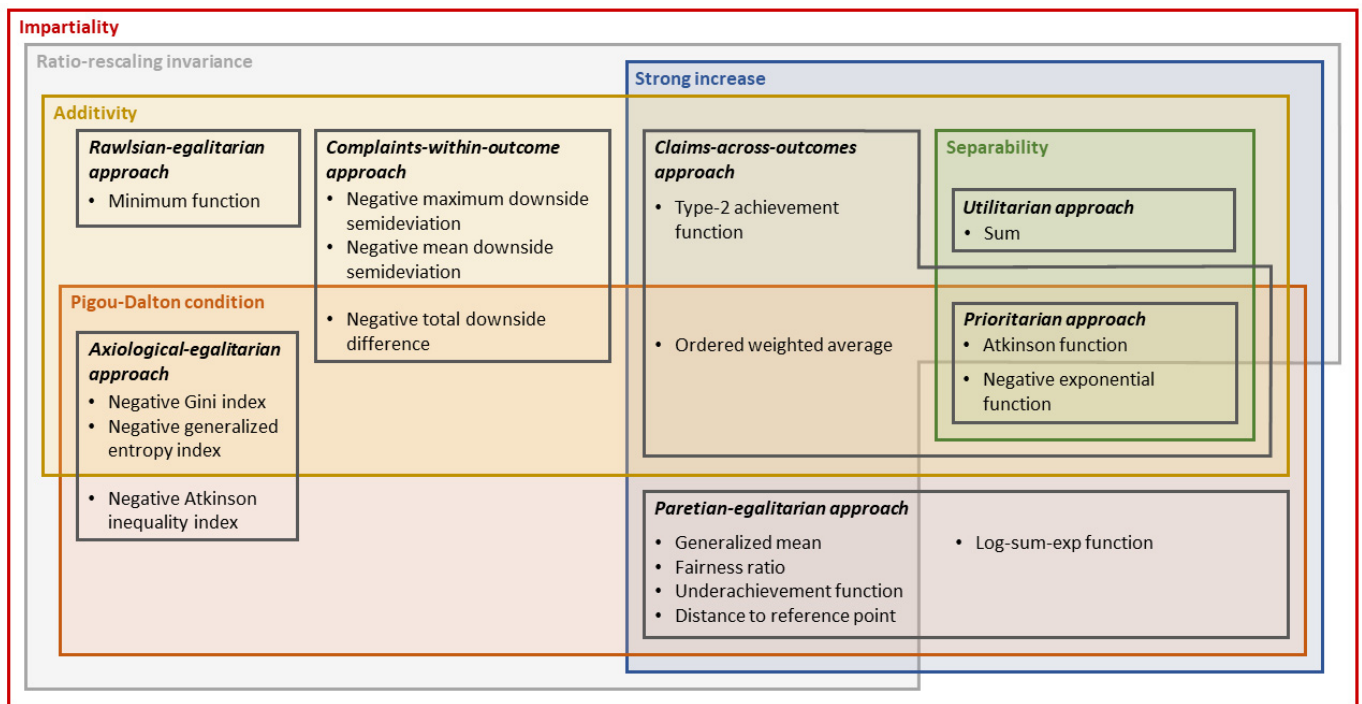 Impartiality
Ratio-rescaling invariance
Strong increase
Additivity
Rawlsian-egalitarian
approach
• Minimum function
Complaints-within-outcome
approach
• Negative maximum downside
semideviation
• Negative mean downside
semideviation
• Negative total downside
difference
Claims-across-outcomes
approach
• Type-2 achievement
function
• Ordered weighted average
Separability
Utilitarian approach
• Sum
Prioritarian approach
• Atkinson function
• Negative exponential
function
Pigou-Dalton condition
Axiological-egalitarian
approach
• Negative Gini index
• Negative generalized
entropy index
• Negative Atkinson
inequality index
Paretian-egalitarian approach
• Generalized mean
• Fairness ratio
• Underachievement function
• Distance to reference point
• Log-sum-exp function